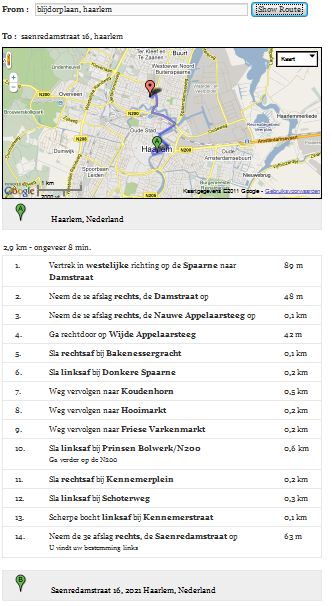 From : blijdorplaan, haarlem Show Route
To : saenredamstraat 16, haarlem
Kaart
Haarlem
1 km
Google
Kaartgegevens ©2011 Google - Gebruiksvoorwaarden
A Haarlem, Nederland
2,9 km - ongeveer 8 min.
1. Vertrek in westelijke richting op de Spaarne naar 89 m
Damstraat
2. Neem de 1e afslag rechts, de Damstraat op 48 m
3. Neem de 1e afslag rechts, de Nauwe Appelaarsteeg op 0,1 km
4. Ga rechtdoor op Wijde Appelaarsteeg 42 m
5. Sla rechtsaf bij Bakenessergracht 0,1 km
6. Sla linksaf bij Donkere Spaarne 0,2 km
7. Weg vervolgen naar Koudenhorn 0,5 km
8. Weg vervolgen naar Hooimarkt 0,2 km
9. Weg vervolgen naar Friese Varkenmarkt 0,2 km
10. Sla linksaf bij Prinsen Bolwerk/N200 0,6 km
Ga verder op de N200
11. Sla rechtsaf bij Kennemerplein 0,2 km
12. Sla linksaf bij Schoterweg 0,3 km
13. Scherpe bocht linksaf bij Kennemerstraat 0,1 km
14. Neem de 3e afslag rechts, de Saenredamstraat op 63 m
U vindt uw bestemming links
B Saenredamstraat 16, 2021 Haarlem, Nederland